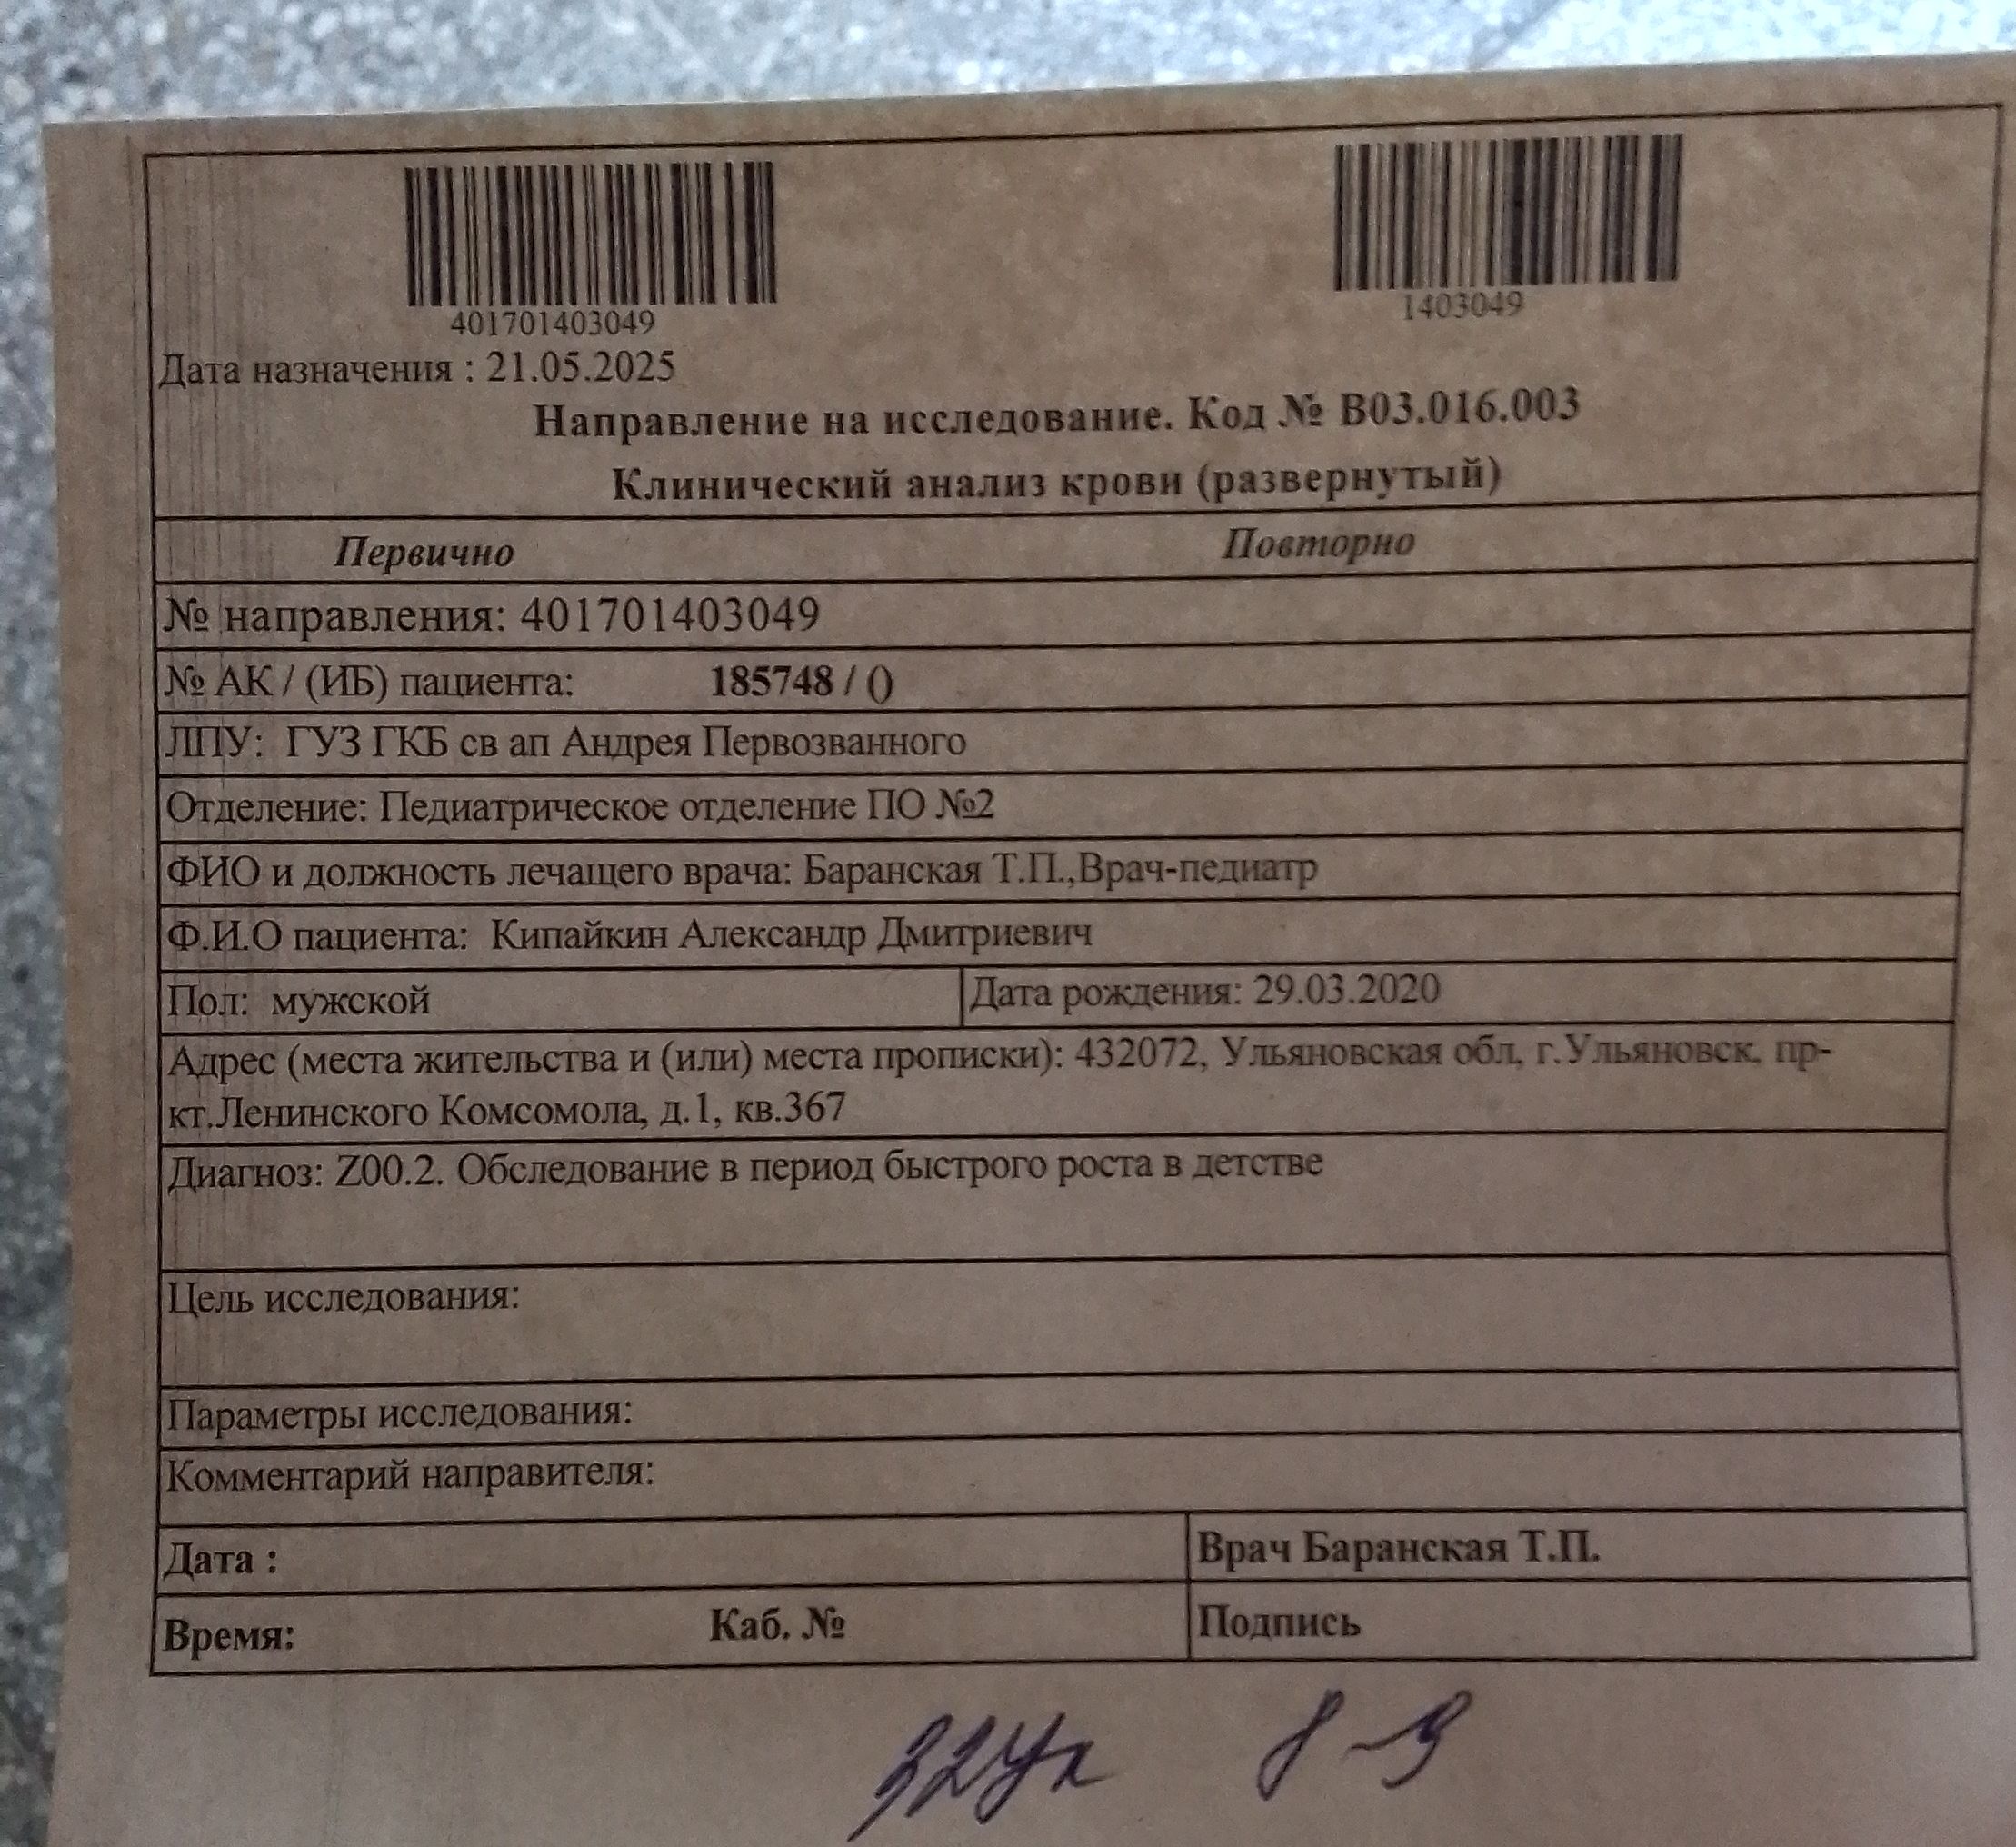 401701403049
1403049
Дата назначения : 21.05.2025
Направление на исследование. Код № B03.016.003
Клинический анализ крови (развернутый)
Первично Повторно
№ направления: 401701403049
№ АК / (ИБ) пациента: 185748 / ()
ЛПУ: ГУЗ ГКБ св ап Андрея Первозванного
Отделение: Педиатрическое отделение ПО №2
ФИО и должность лечащего врача: Баранская Т.П.,Врач-педиатр
Ф.И.О пациента: Кипайкин Александр Дмитриевич
Пол: мужской Дата рождения: 29.03.2020
Адрес (места жительства и (или) места прописки): 432072, Ульяновская обл, г.Ульяновск, пр-
кт.Ленинского Комсомола, д.1, кв.367
Диагноз: Z00.2. Обследование в период быстрого роста в детстве
Цель исследования:
Параметры исследования:
Комментарий направителя:
Дата : Врач Баранская Т.П.
Время: Каб. № Подпись
8-9